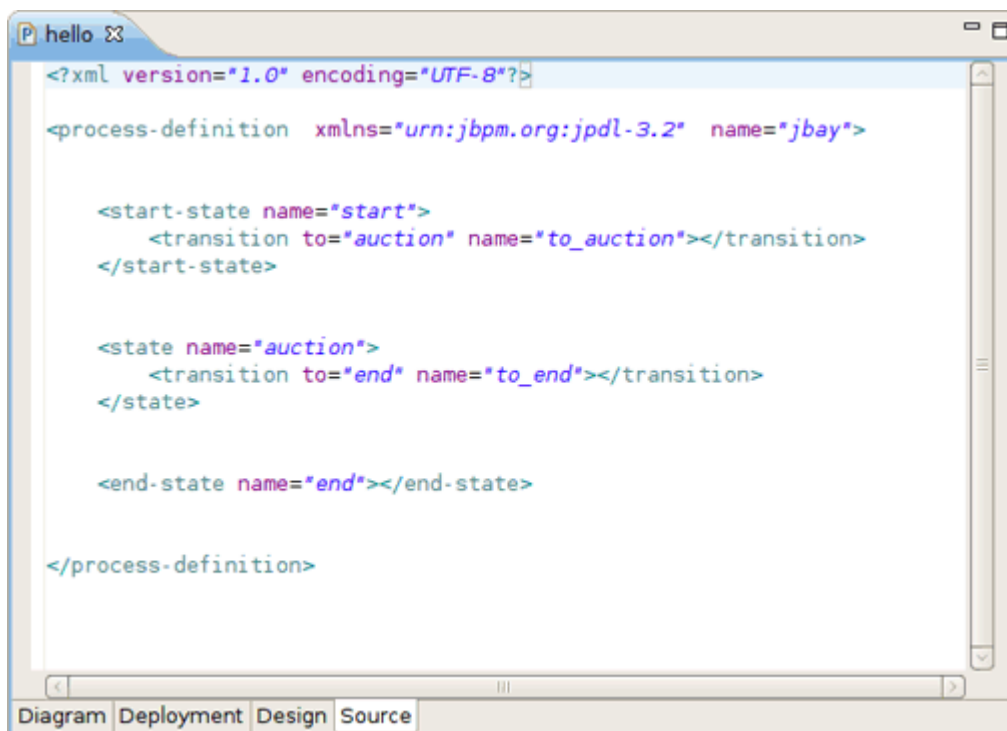 hello
<?xml version="1.0" encoding="UTF-8"?>
<process-definition  xmlns="urn:jbpm.org:jpdl-3.2"  name="jbay">
<start-state name="start">
<transition to="auction" name="to_auction"></transition>
</start-state>
<state name="auction">
<transition to="end" name="to_end"></transition>
</state>
<end-state name="end"></end-state>
</process-definition>
Diagram Deployment Design Source